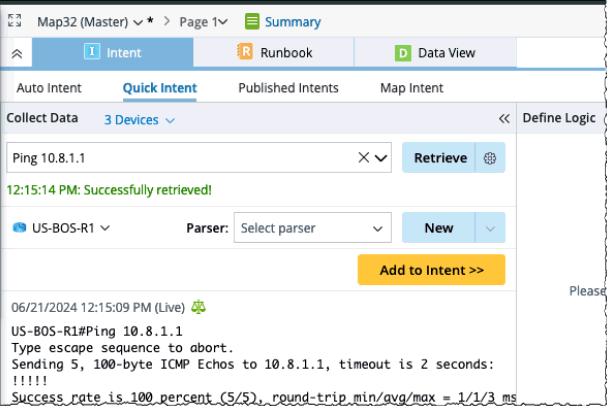 Map32 (Master) * > Page 1 Summary
I Intent R Runbook D Data View
Auto Intent Quick Intent Published Intents Map Intent
Collect Data 3 Devices Define Logic
Ping 10.8.1.1 Retrieve
12:15:14 PM: Successfully retrieved!
US-BOS-R1 Parser: Select parser New
Add to Intent >>
Please
06/21/2024 12:15:09 PM (Live)
US-BOS-R1#Ping 10.8.1.1
Type escape sequence to abort.
Sending 5, 100-byte ICMP Echos to 10.8.1.1, timeout is 2 seconds:
!!!!!
Success rate is 100 percent (5/5), round-trip min/avg/max = 1/1/3 ms